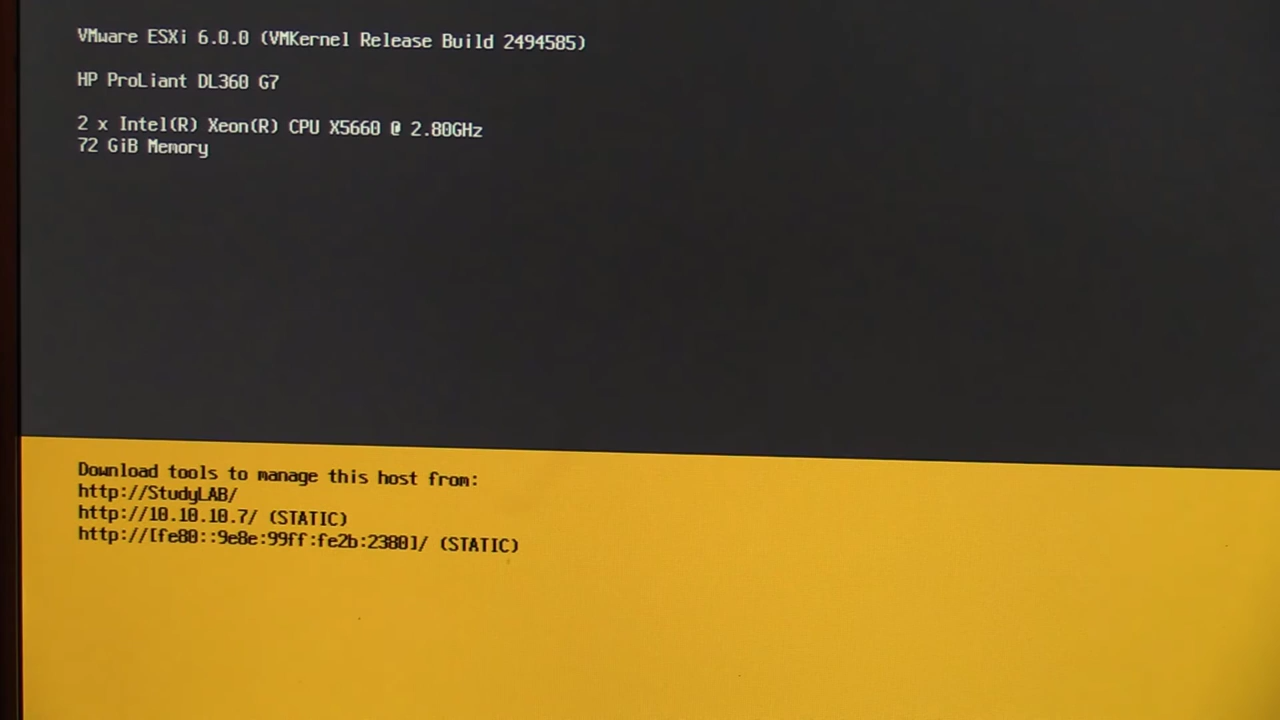 VMware ESXi 6.0.0 (VMKernel Release Build 2494585)
HP ProLiant DL360 G7
2 x Intel(R) Xeon(R) CPU X5660 @ 2.80GHz
72 GiB Memory
Download tools to manage this host from:
http://StudyLAB/
http://10.10.10.7/ (STATIC)
http://[fe80::9e8e:99ff:fe2b:2380]/ (STATIC)